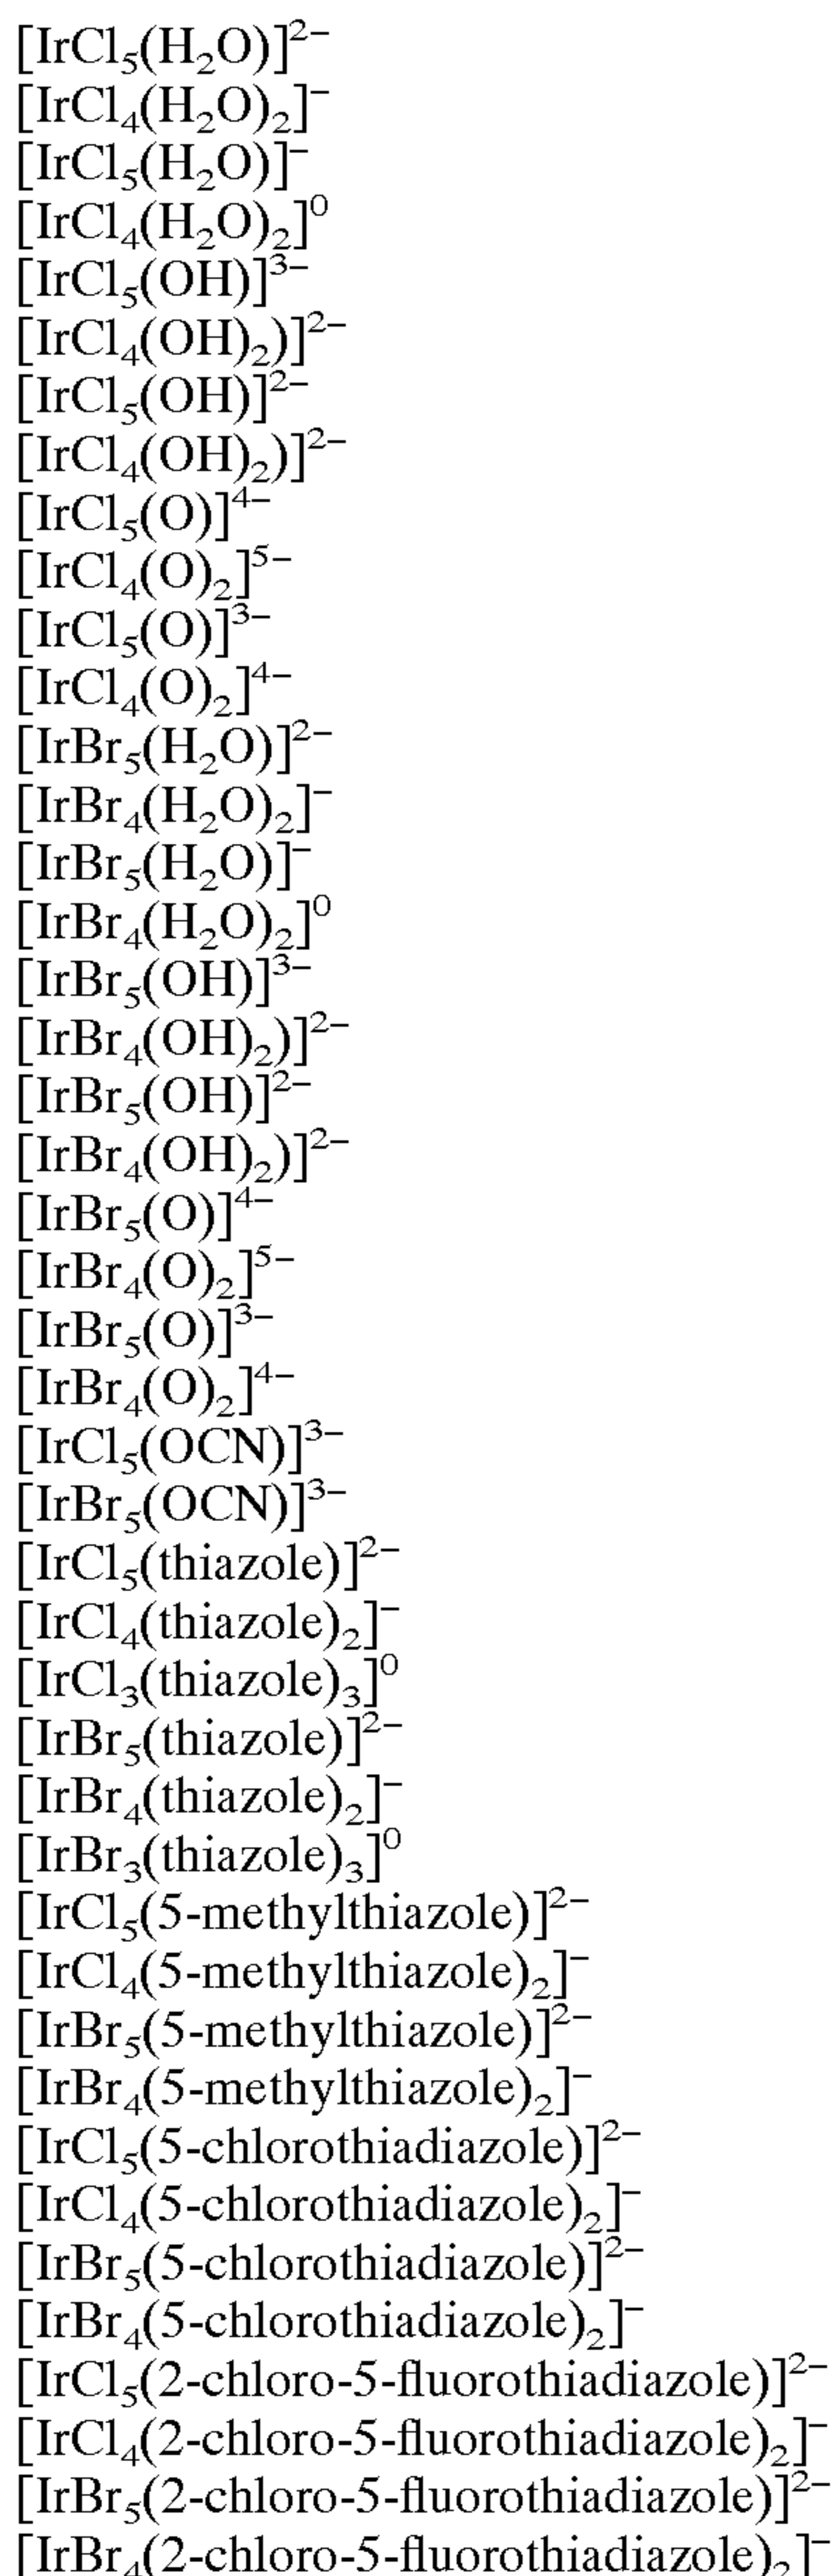 [IrCl₅(H₂O)]²⁻
[IrCl₄(H₂O)₂]⁻
[IrCl₅(H₂O)]⁻
[IrCl₄(H₂O)₂]⁰
[IrCl₅(OH)]³⁻
[IrCl₄(OH)₂)]²⁻
[IrCl₅(OH)]²⁻
[IrCl₄(OH)₂)]²⁻
[IrCl₅(O)]⁴⁻
[IrCl₄(O)₂]⁵⁻
[IrCl₅(O)]³⁻
[IrCl₄(O)₂]⁴⁻
[IrBr₅(H₂O)]²⁻
[IrBr₄(H₂O)₂]⁻
[IrBr₅(H₂O)]⁻
[IrBr₄(H₂O)₂]⁰
[IrBr₅(OH)]³⁻
[IrBr₄(OH)₂)]²⁻
[IrBr₅(OH)]²⁻
[IrBr₄(OH)₂)]²⁻
[IrBr₅(O)]⁴⁻
[IrBr₄(O)₂]⁵⁻
[IrBr₅(O)]³⁻
[IrBr₄(O)₂]⁴⁻
[IrCl₅(OCN)]³⁻
[IrBr₅(OCN)]³⁻
[IrCl₅(thiazole)]²⁻
[IrCl₄(thiazole)₂]⁻
[IrCl₃(thiazole)₃]⁰
[IrBr₅(thiazole)]²⁻
[IrBr₄(thiazole)₂]⁻
[IrBr₃(thiazole)₃]⁰
[IrCl₅(5-methylthiazole)]²⁻
[IrCl₄(5-methylthiazole)₂]⁻
[IrBr₅(5-methylthiazole)]²⁻
[IrBr₄(5-methylthiazole)₂]⁻
[IrCl₅(5-chlorothiadiazole)]²⁻
[IrCl₄(5-chlorothiadiazole)₂]⁻
[IrBr₅(5-chlorothiadiazole)]²⁻
[IrBr₄(5-chlorothiadiazole)₂]⁻
[IrCl₅(2-chloro-5-fluorothiadiazole)]²⁻
[IrCl₄(2-chloro-5-fluorothiadiazole)₂]⁻
[IrBr₅(2-chloro-5-fluorothiadiazole)]²⁻
[IrBr₄(2-chloro-5-fluorothiadiazole)₂]⁻